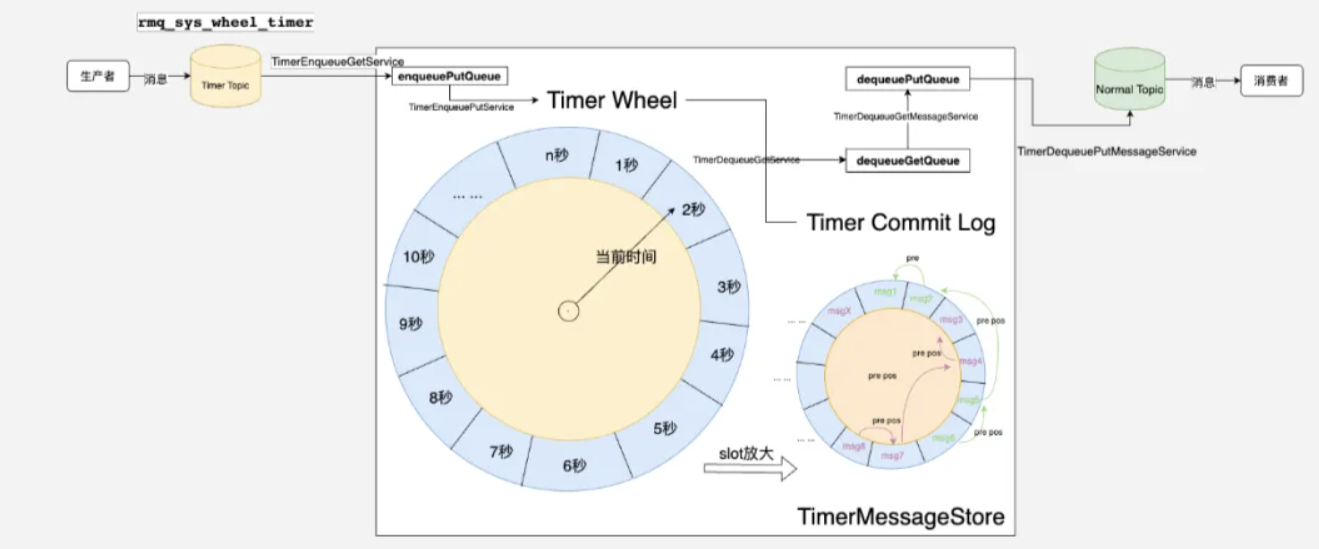 rmq_sys_wheel_timer
生产者
消息
Timer Topic
TimerEnqueueGetService
enqueuePutQueue
TimerEnqueuePutService
Timer Wheel
dequeuePutQueue
TimerDequeueGetMessageService
TimerDequeueGetService
dequeueGetQueue
Normal Topic
消息
消费者
TimerDequeuePutMessageService
n秒
1秒
2秒
3秒
4秒
5秒
6秒
7秒
8秒
9秒
10秒
... ...
当前时间
Timer Commit Log
pre
msg1
msg2
msgX
msg3
pre pos
... ...
pre pos
msg4
pre pos
... ...
msg5
pre pos
pre pos
... ...
msg6
msg7
slot放大
TimerMessageStore